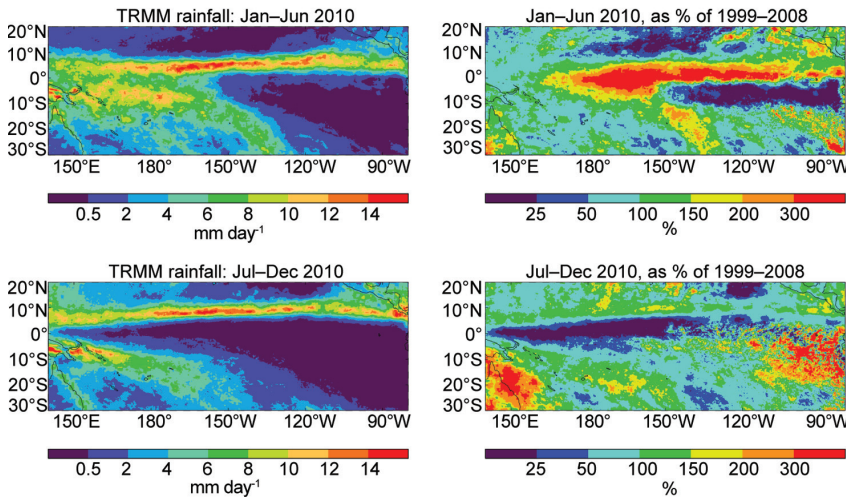 TRMM rainfall: Jan–Jun 2010
20°N
10°N
0°
10°S
20°S
30°S
150°E 180° 150°W 120°W 90°W
0.5 2 4 6 8 10 12 14
mm day-1
Jan–Jun 2010, as % of 1999–2008
20°N
10°N
0°
10°S
20°S
30°S
150°E 180° 150°W 120°W 90°W
25 50 100 150 200 300
%
TRMM rainfall: Jul–Dec 2010
20°N
10°N
0°
10°S
20°S
30°S
150°E 180° 150°W 120°W 90°W
0.5 2 4 6 8 10 12 14
mm day-1
Jul–Dec 2010, as % of 1999–2008
20°N
10°N
0°
10°S
20°S
30°S
150°E 180° 150°W 120°W 90°W
25 50 100 150 200 300
%